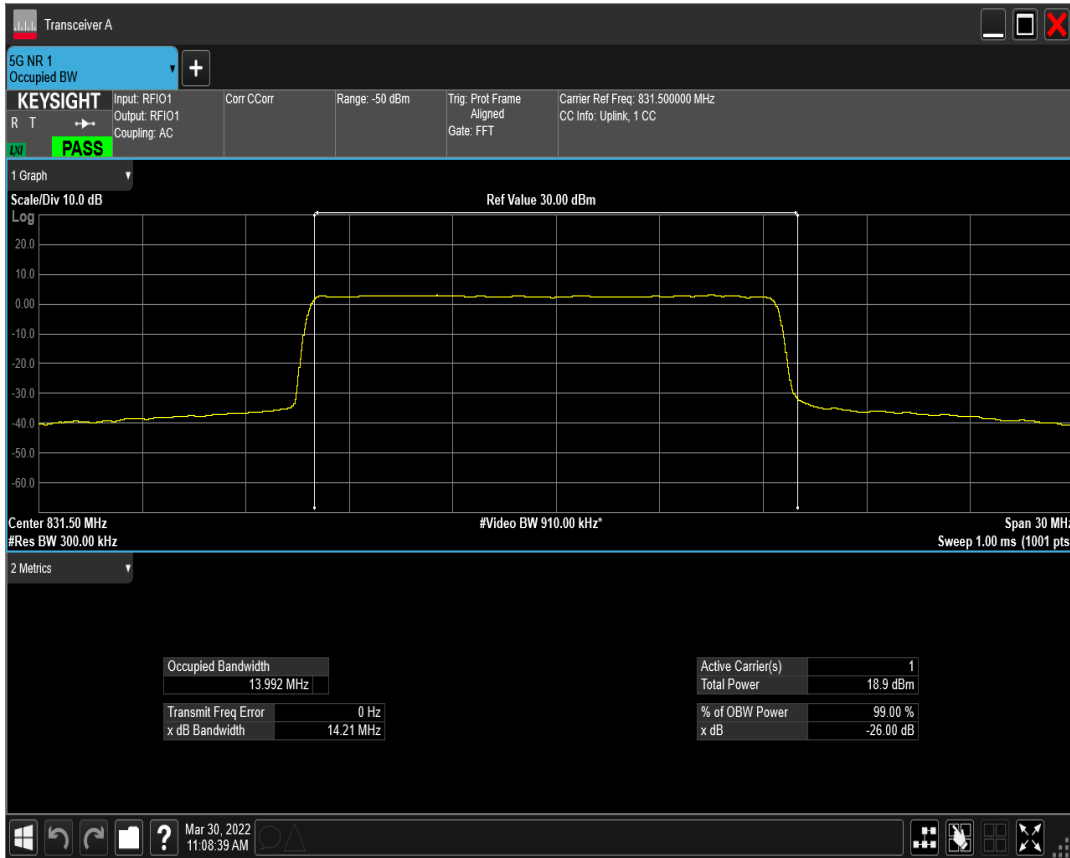 Transceiver A
5G NR 1
Occupied BW
KEYSIGHT
R T
LXI
PASS
Input: RFIO1
Output: RFIO1
Coupling: AC
Corr CCorr
Range: -50 dBm
Trig: Prot Frame
Aligned
Gate: FFT
Carrier Ref Freq: 831.500000 MHz
CC Info: Uplink, 1 CC
1 Graph
Scale/Div 10.0 dB
Ref Value 30.00 dBm
Log
20.0
10.0
0.00
-10.0
-20.0
-30.0
-40.0
-50.0
-60.0
Center 831.50 MHz
#Video BW 910.00 kHz*
Span 30 MHz
#Res BW 300.00 kHz
Sweep 1.00 ms (1001 pts
2 Metrics
Occupied Bandwidth
13.992 MHz
Transmit Freq Error 0 Hz
x dB Bandwidth 14.21 MHz
Active Carrier(s) 1
Total Power 18.9 dBm
% of OBW Power 99.00 %
x dB -26.00 dB
Mar 30, 2022
11:08:39 AM